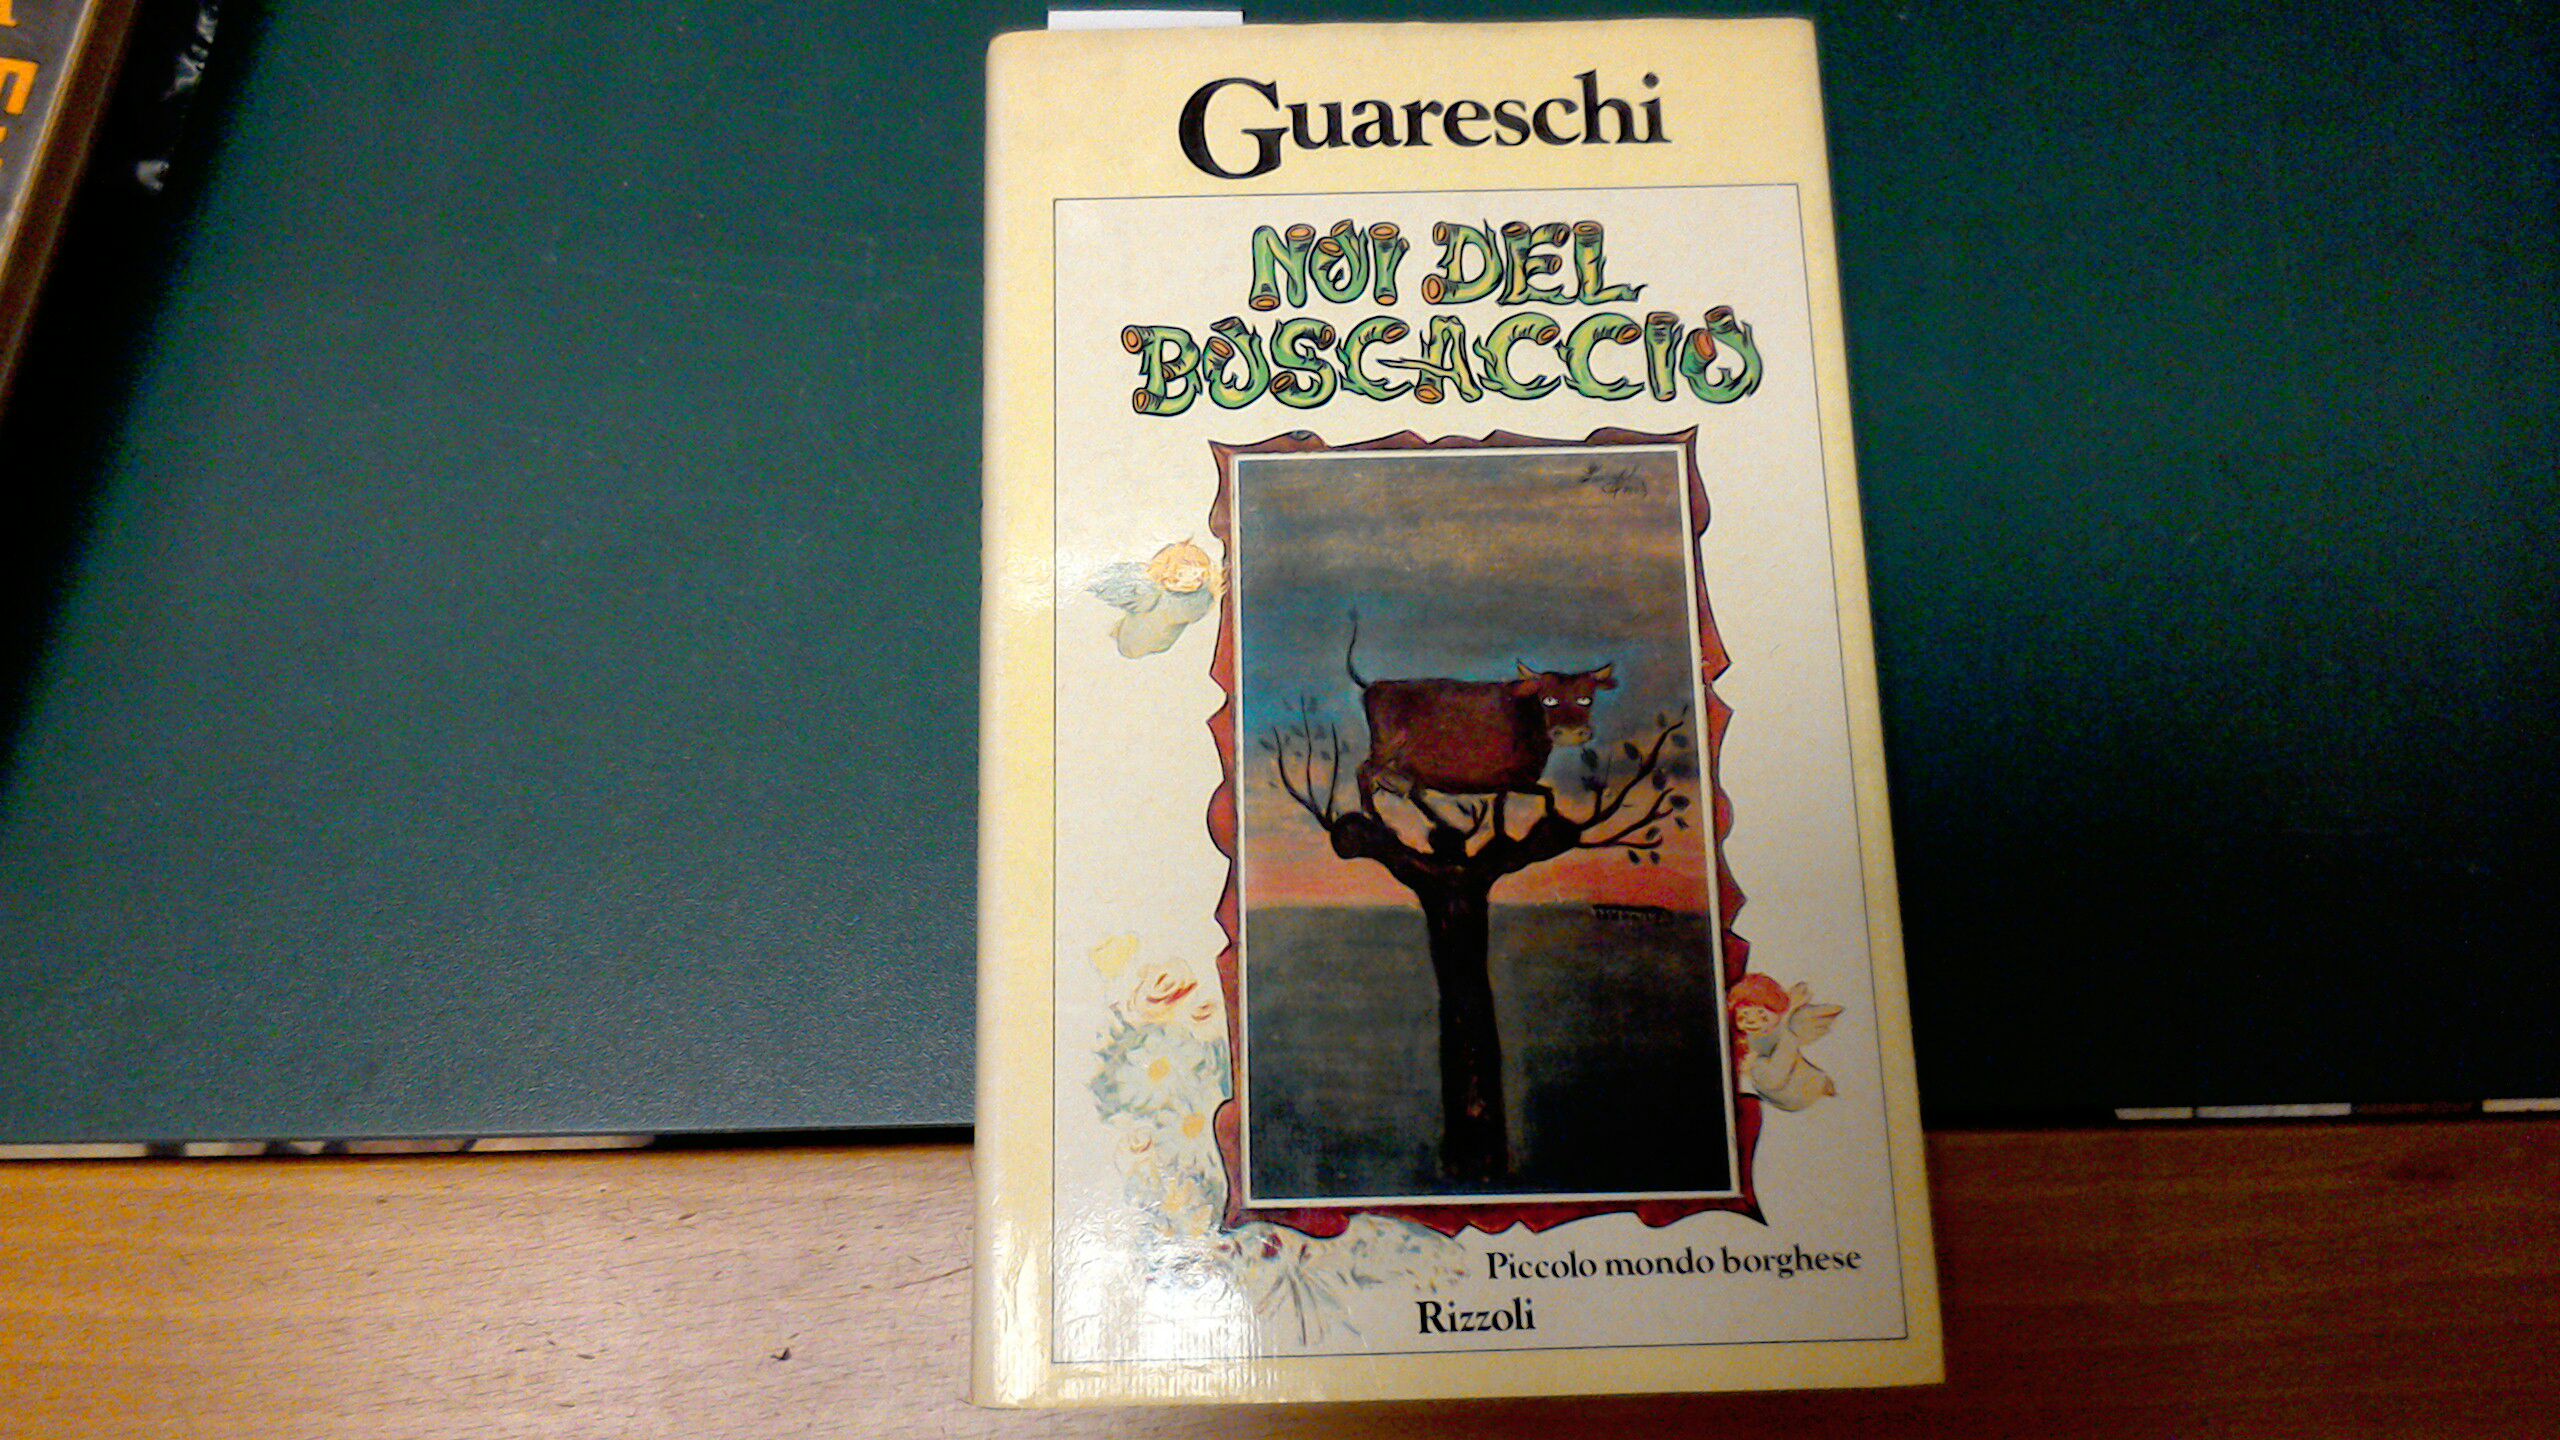 Guareschi
NOI DEL
BOSCACCIO
Piccolo mondo borghese
Rizzoli